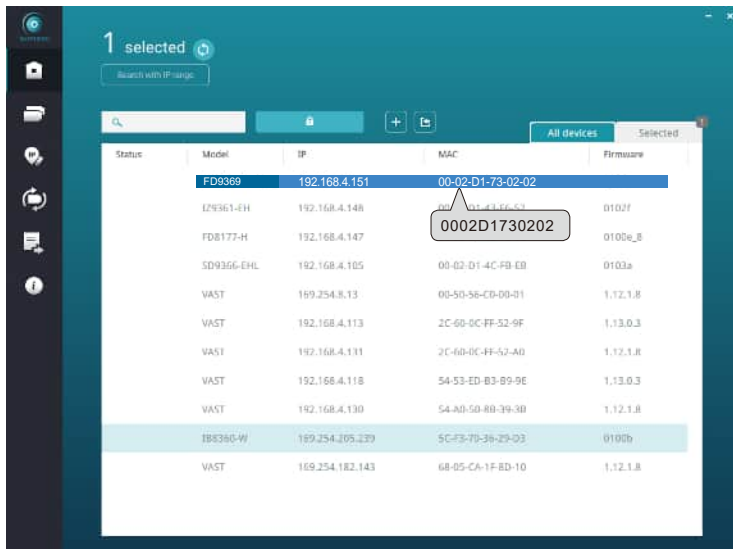 1 selected
Search with IP range
All devices
Selected
1
Status Model IP MAC Firmware
FD9369 192.168.4.151 00-02-D1-73-02-02
IZ9361-EH 192.168.4.148 0102f
0002D1730202
FD8177-H 192.168.4.147 0100e_8
SD9366-EHL 192.168.4.105 00-02-D1-4C-FB-EB 0103a
VAST 169.254.8.13 00-50-56-C0-00-01 1.12.1.8
VAST 192.168.4.113 2C-60-0C-FF-52-9F 1.13.0.3
VAST 192.168.4.131 2C-60-0C-FF-52-A0 1.12.1.8
VAST 192.168.4.118 54-53-ED-B3-B9-9E 1.13.0.3
VAST 192.168.4.130 54-A0-50-8B-39-3B 1.12.1.8
IB8360-W 169.254.205.239 5C-F3-70-36-29-D3 0100b
VAST 169.254.182.143 68-05-CA-1F-8D-10 1.12.1.8